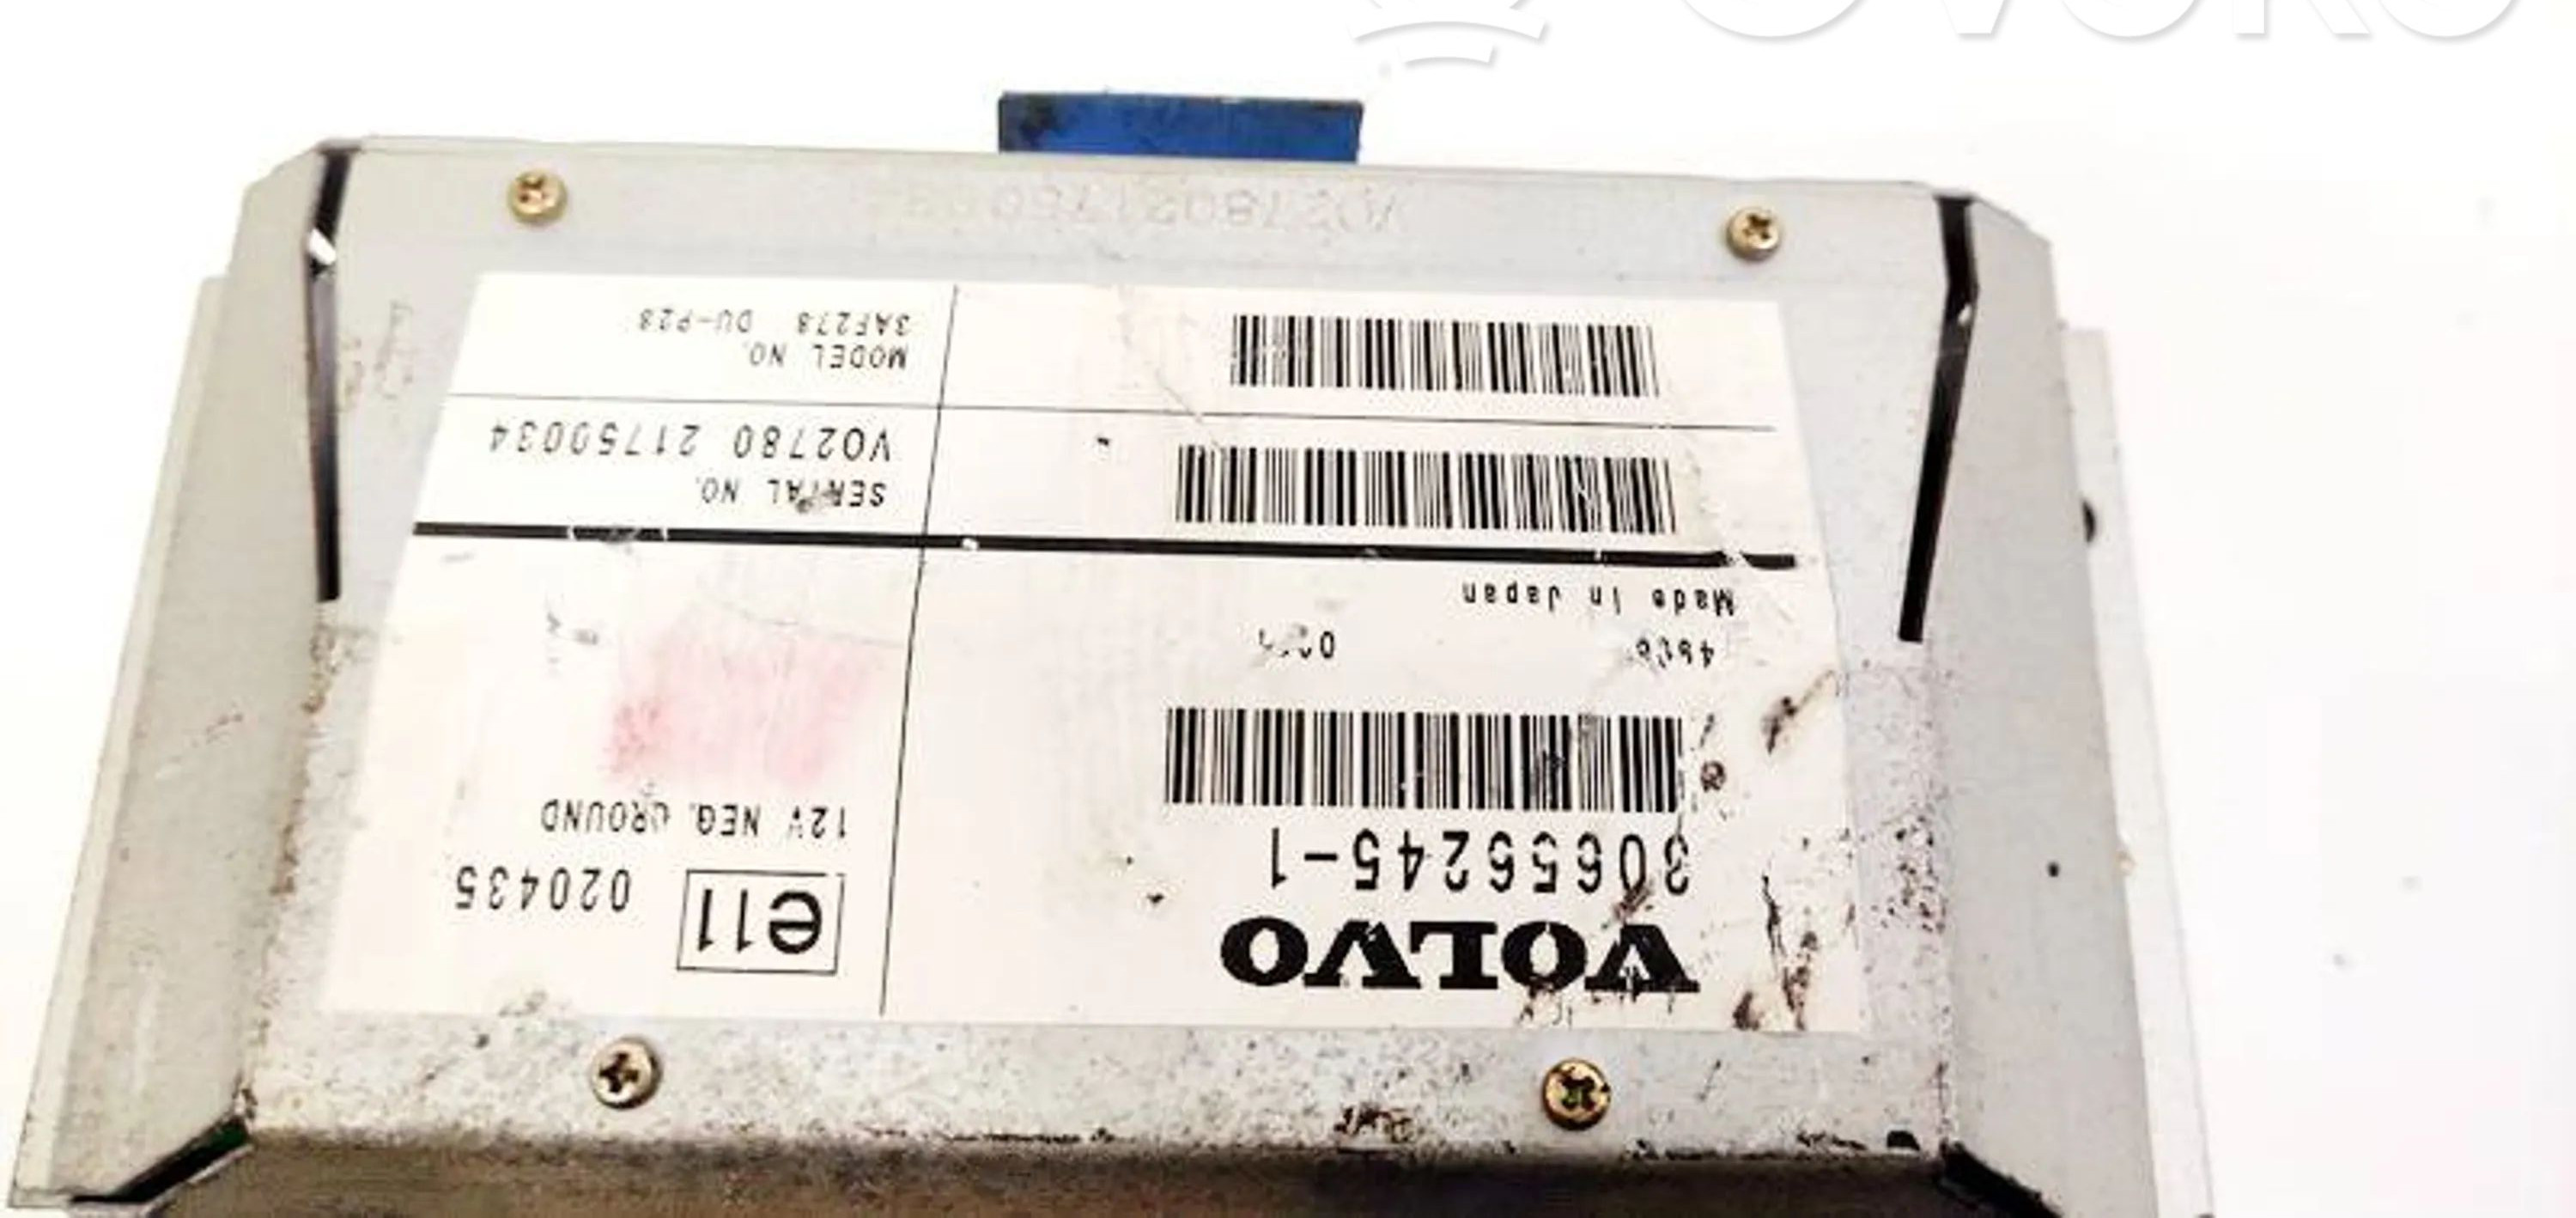 VOLVO
30656245-1
Made in Japan
e11 020435
12V NEG. GROUND
SERIAL NO.
VO2780 21750034
MODEL NO.
3AF278 DU-P28